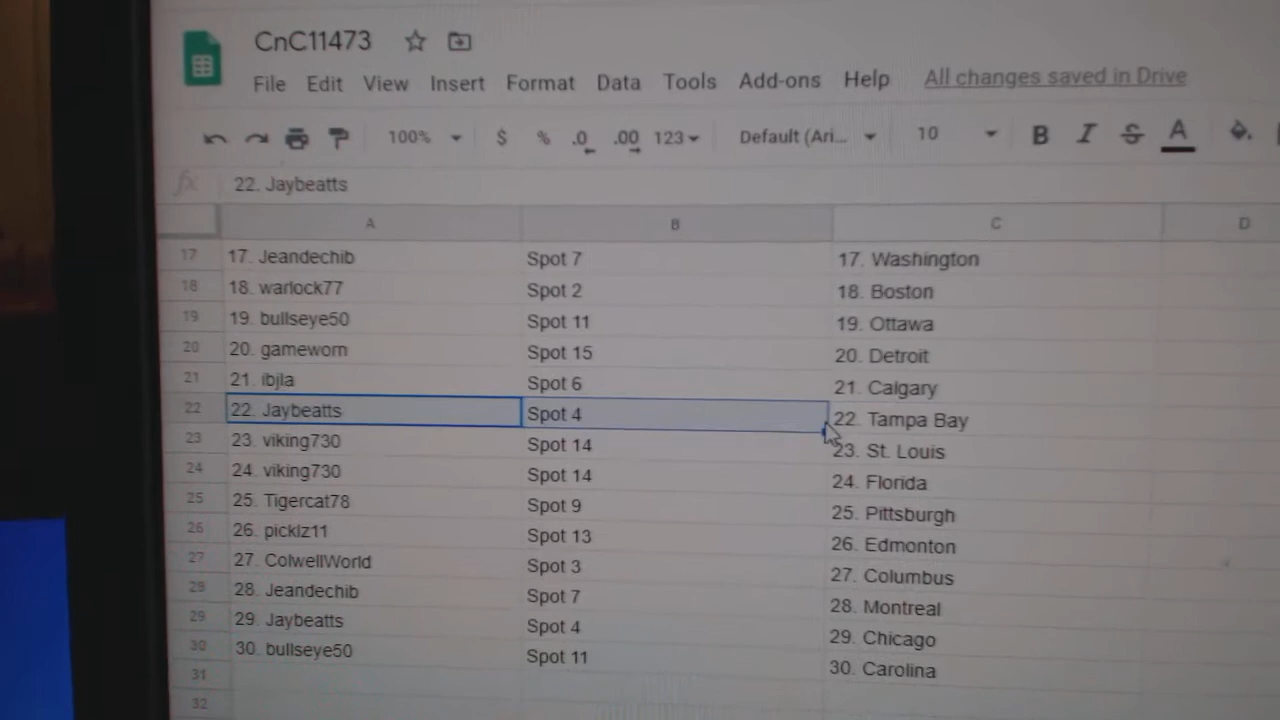 CnC11473
File Edit View Insert Format Data Tools Add-ons Help All changes saved in Drive
100% $ % .0 .00 123 Default (Ari... 10 B I S A
fx 22. Jaybeatts
A B C D
17 17. Jeandechib Spot 7 17. Washington
18 18. warlock77 Spot 2 18. Boston
19 19. bullseye50 Spot 11 19. Ottawa
20 20. gameworn Spot 15 20. Detroit
21 21. ibjla Spot 6 21. Calgary
22 22. Jaybeatts Spot 4 22. Tampa Bay
23 23. viking730 Spot 14 23. St. Louis
24 24. viking730 Spot 14 24. Florida
25 25. Tigercat78 Spot 9 25. Pittsburgh
26 26. picklz11 Spot 13 26. Edmonton
27 27. ColwellWorld Spot 3 27. Columbus
28 28. Jeandechib Spot 7 28. Montreal
29 29. Jaybeatts Spot 4 29. Chicago
30 30. bullseye50 Spot 11 30. Carolina
31
32